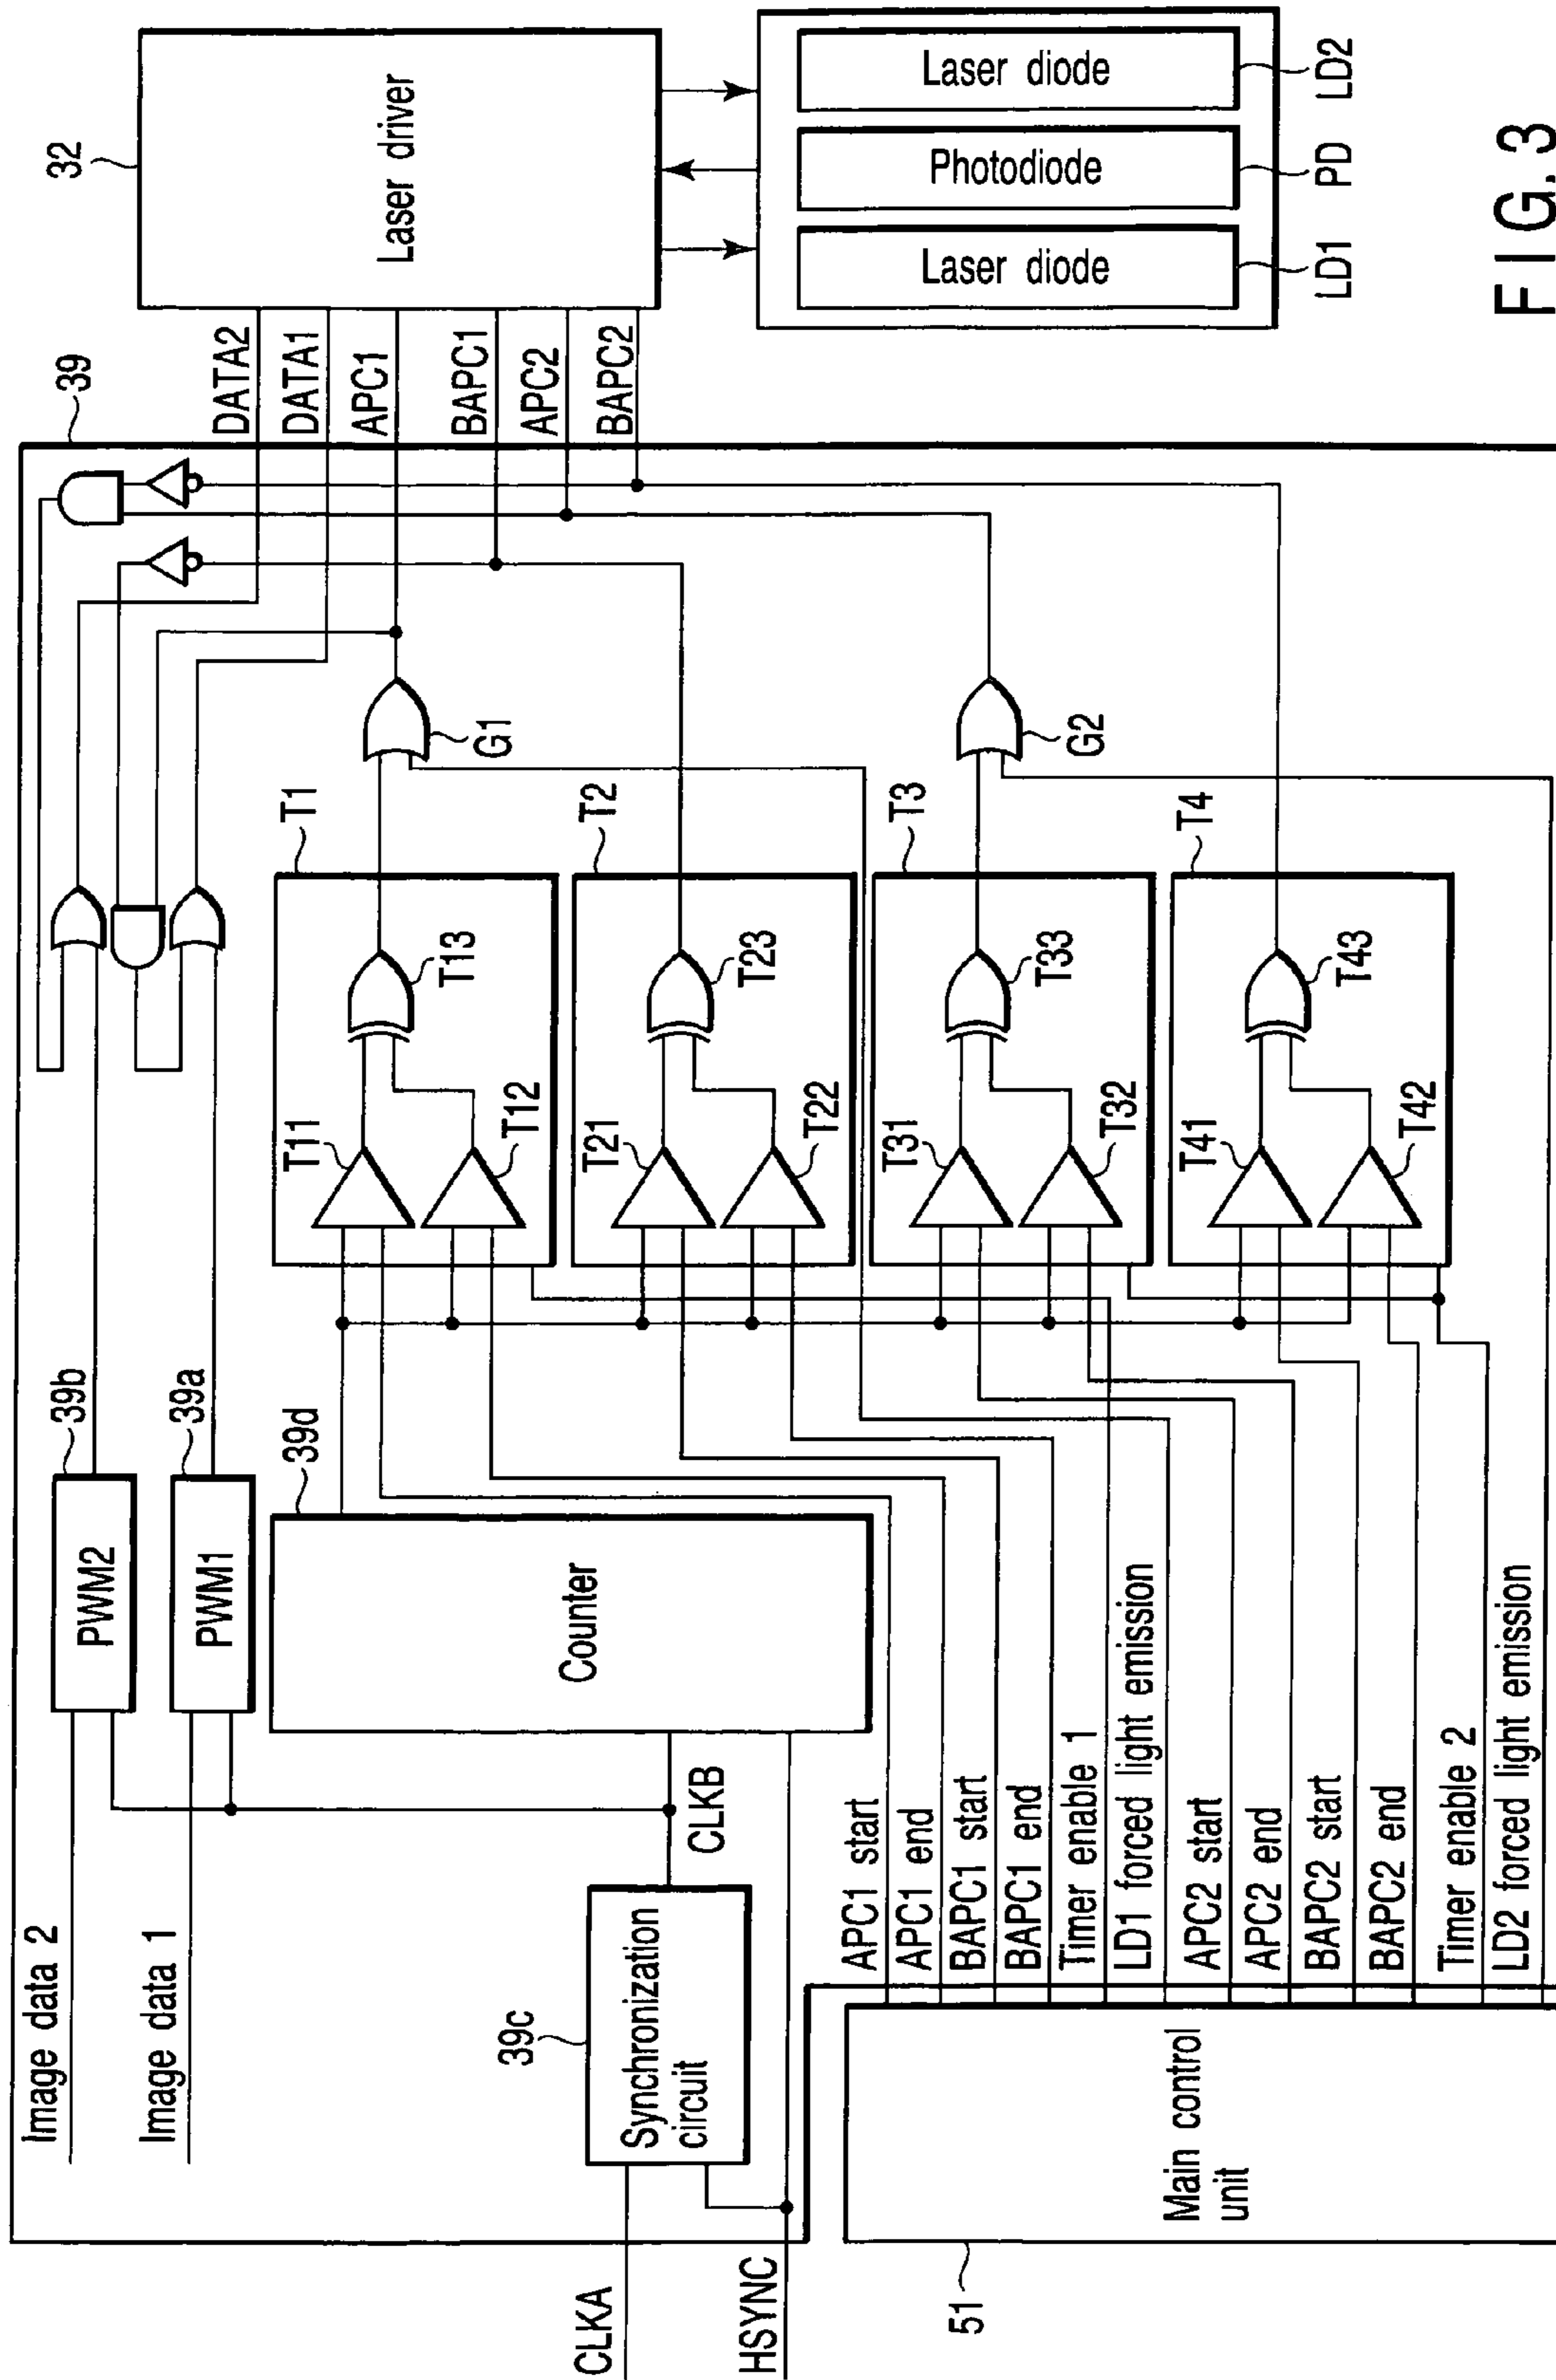 Image data 2
Image data 1
39b
PWM2
39a
PWM1
39d
Counter
CLKB
39c
Synchronization
circuit
CLKA
HSYNC
T1
T11
T12
T13
T2
T21
T22
T23
T3
T31
T32
T33
T4
T41
T42
T43
G1
G2
39
DATA2
DATA1
APC1
BAPC1
APC2
BAPC2
32
Laser driver
Laser diode
Photodiode
Laser diode
LD1
PD
LD2
APC1 start
APC1 end
BAPC1 start
BAPC1 end
Timer enable 1
LD1 forced light emission
APC2 start
APC2 end
BAPC2 start
BAPC2 end
Timer enable 2
LD2 forced light emission
Main control
unit
51
FIG. 3